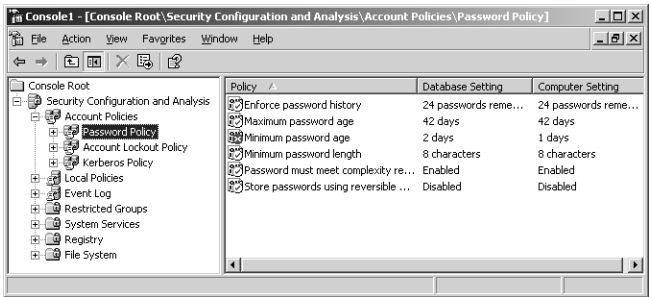 Console1 - [Console Root\Security Configuration and Analysis\Account Policies\Password Policy]
File Action View Favorites Window Help
Console Root
Security Configuration and Analysis
Account Policies
Password Policy
Account Lockout Policy
Kerberos Policy
Local Policies
Event Log
Restricted Groups
System Services
Registry
File System
Policy Database Setting Computer Setting
Enforce password history 24 passwords reme... 24 passwords reme...
Maximum password age 42 days 42 days
Minimum password age 2 days 1 days
Minimum password length 8 characters 8 characters
Password must meet complexity re... Enabled Enabled
Store passwords using reversible ... Disabled Disabled